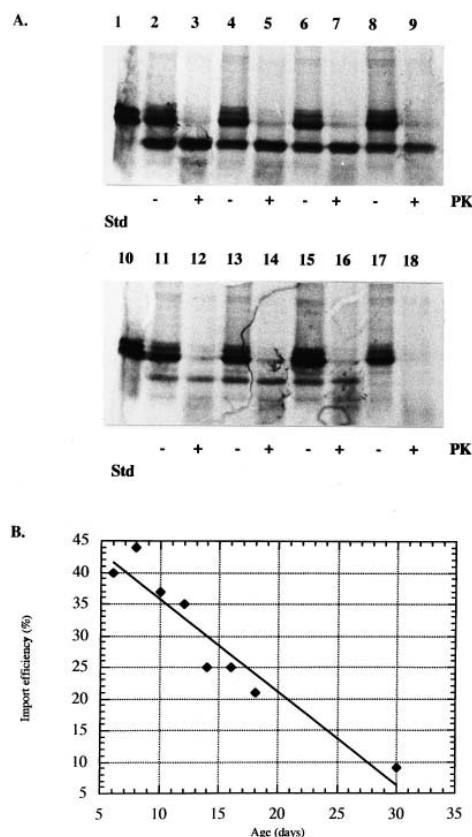 A.
1 2 3 4 5 6 7 8 9
- + - + - + - + PK
Std
10 11 12 13 14 15 16 17 18
- + - + - + - + PK
Std
B.
45
40
35
30
25
20
15
10
5
Import efficiency (%)
5 10 15 20 25 30 35
Age (days)